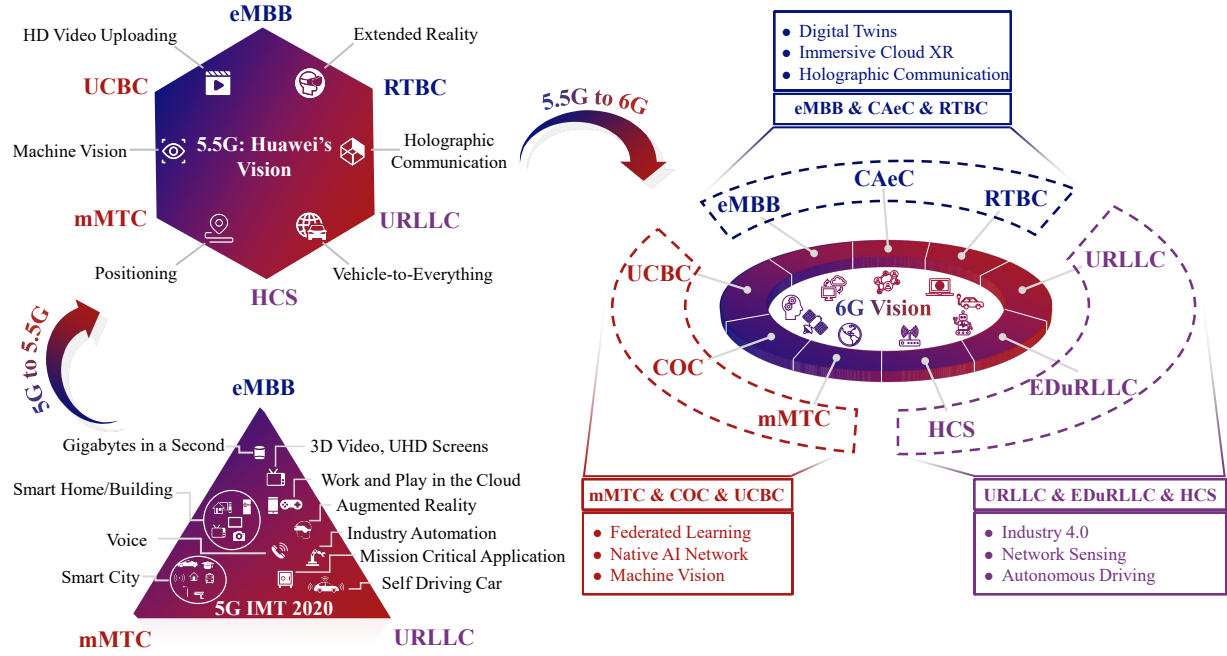 eMBB
HD Video Uploading
Extended Reality
UCBC
RTBC
Machine Vision
5.5G: Huawei's
Vision
Holographic
Communication
mMTC
URLLC
Positioning
Vehicle-to-Everything
HCS
5G to 5.5G
eMBB
Gigabytes in a Second
3D Video, UHD Screens
Smart Home/Building
Work and Play in the Cloud
Augmented Reality
Voice
Industry Automation
Mission Critical Application
Smart City
Self Driving Car
5G IMT 2020
mMTC
URLLC
5.5G to 6G
● Digital Twins
● Immersive Cloud XR
● Holographic Communication
eMBB & CAeC & RTBC
CAeC
eMBB
RTBC
UCBC
URLLC
6G Vision
COC
EDuRLLC
mMTC
HCS
mMTC & COC & UCBC
● Federated Learning
● Native AI Network
● Machine Vision
URLLC & EDuRLLC & HCS
● Industry 4.0
● Network Sensing
● Autonomous Driving